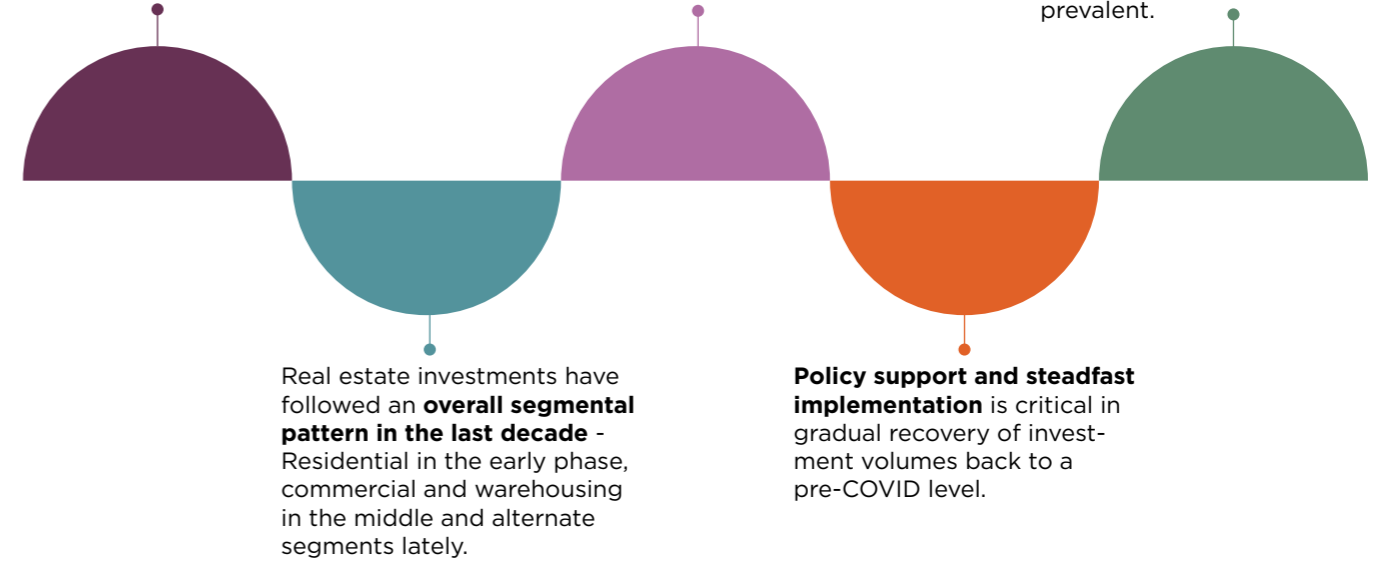 prevalent.
Real estate investments have
followed an overall segmental
pattern in the last decade -
Residential in the early phase,
commercial and warehousing
in the middle and alternate
segments lately.
Policy support and steadfast
implementation is critical in
gradual recovery of invest-
ment volumes back to a
pre-COVID level.